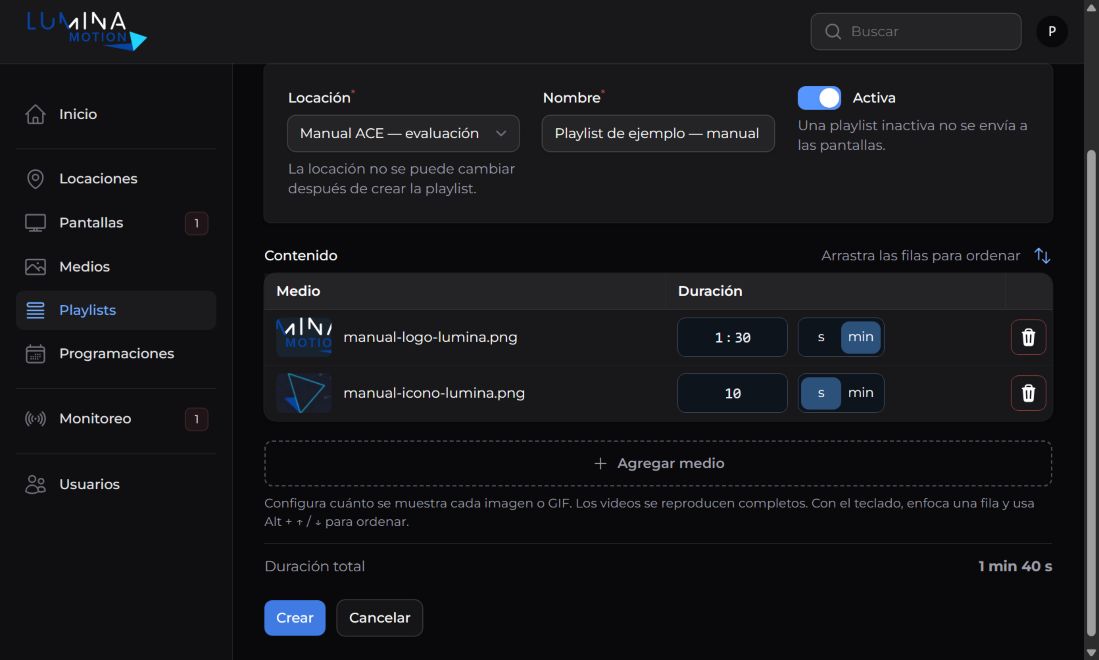 LUMINA
MOTION
Buscar
P
Inicio
Locaciones
Pantallas 1
Medios
Playlists
Programaciones
Monitoreo 1
Usuarios
Locación* Nombre* Activa
Manual ACE — evaluación Playlist de ejemplo — manual
Una playlist inactiva no se envía a
las pantallas.
La locación no se puede cambiar
después de crear la playlist.
Contenido Arrastra las filas para ordenar
Medio Duración
MINA
MOTIO
manual-logo-lumina.png 1:30 s min
manual-icono-lumina.png 10 s min
+ Agregar medio
Configura cuánto se muestra cada imagen o GIF. Los videos se reproducen completos. Con el teclado, enfoca una fila y usa
Alt + ↑ / ↓ para ordenar.
Duración total 1 min 40 s
Crear Cancelar